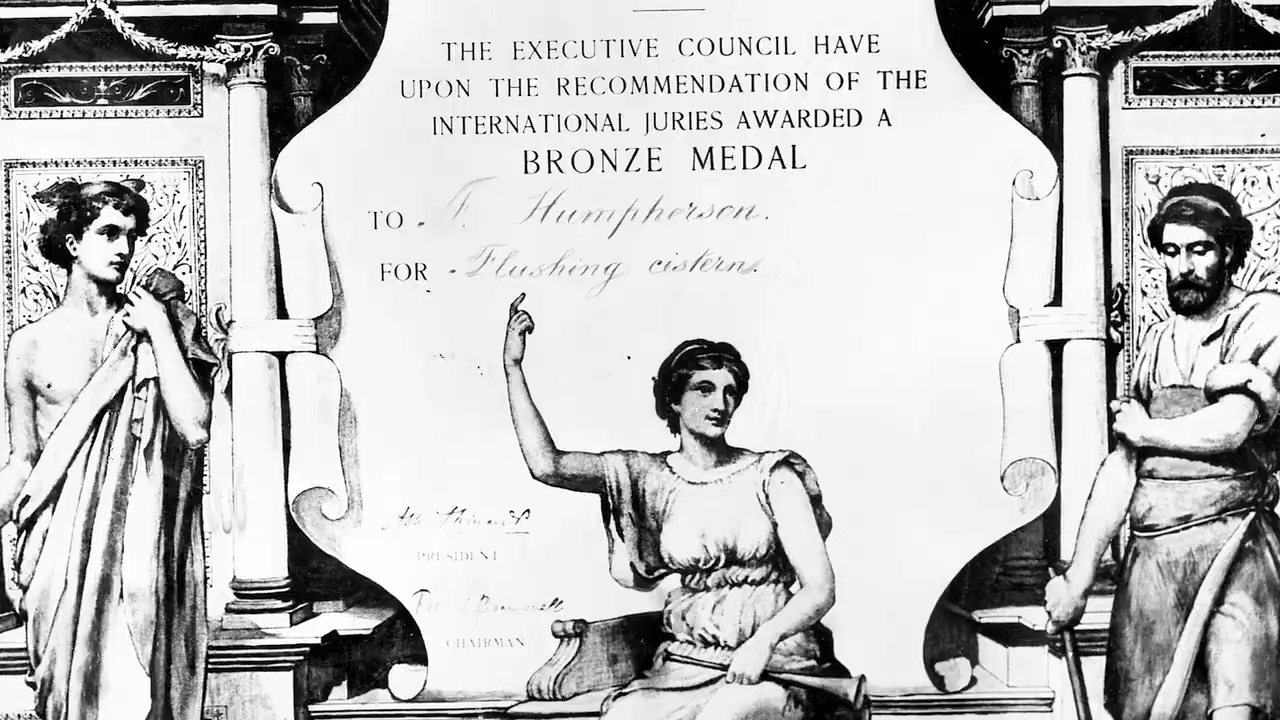 THE EXECUTIVE COUNCIL HAVE
UPON THE RECOMMENDATION OF THE
INTERNATIONAL JURIES AWARDED A
BRONZE MEDAL
TO Humpherson.
FOR Flushing cistern.
PRESIDENT
CHAIRMAN